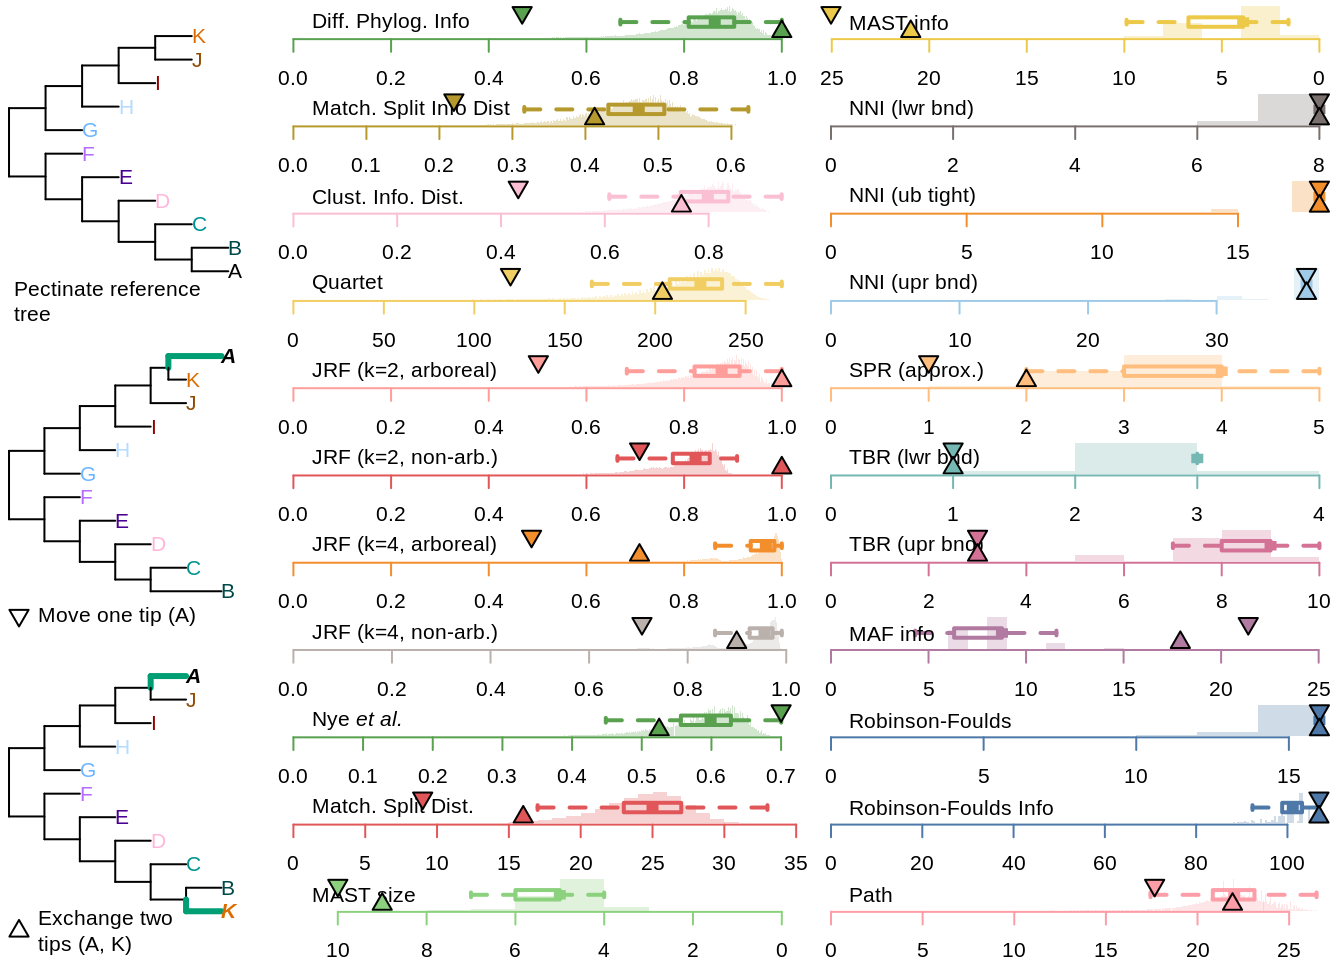 K
J
I
H
G
F
E
D
C
B
A
Pectinate reference
tree
A
K
J
I
H
G
F
E
D
C
B
Move one tip (A)
A
J
I
H
G
F
E
D
C
B
K
Exchange two
tips (A, K)
Diff. Phylog. Info
0.0 0.2 0.4 0.6 0.8 1.0
Match. Split Info Dist
0.0 0.1 0.2 0.3 0.4 0.5 0.6
Clust. Info. Dist.
0.0 0.2 0.4 0.6 0.8
Quartet
0 50 100 150 200 250
JRF (k=2, arboreal)
0.0 0.2 0.4 0.6 0.8 1.0
JRF (k=2, non-arb.)
0.0 0.2 0.4 0.6 0.8 1.0
JRF (k=4, arboreal)
0.0 0.2 0.4 0.6 0.8 1.0
JRF (k=4, non-arb.)
0.0 0.2 0.4 0.6 0.8 1.0
Nye et al.
0.0 0.1 0.2 0.3 0.4 0.5 0.6 0.7
Match. Split Dist.
0 5 10 15 20 25 30 35
MAST size
10 8 6 4 2 0
MAST info
25 20 15 10 5 0
NNI (lwr bnd)
0 2 4 6 8
NNI (ub tight)
0 5 10 15
NNI (upr bnd)
0 10 20 30
SPR (approx.)
0 1 2 3 4 5
TBR (lwr bnd)
0 1 2 3 4
TBR (upr bnd)
0 2 4 6 8 10
MAF info
0 5 10 15 20 25
Robinson-Foulds
0 5 10 15
Robinson-Foulds Info
0 20 40 60 80 100
Path
0 5 10 15 20 25